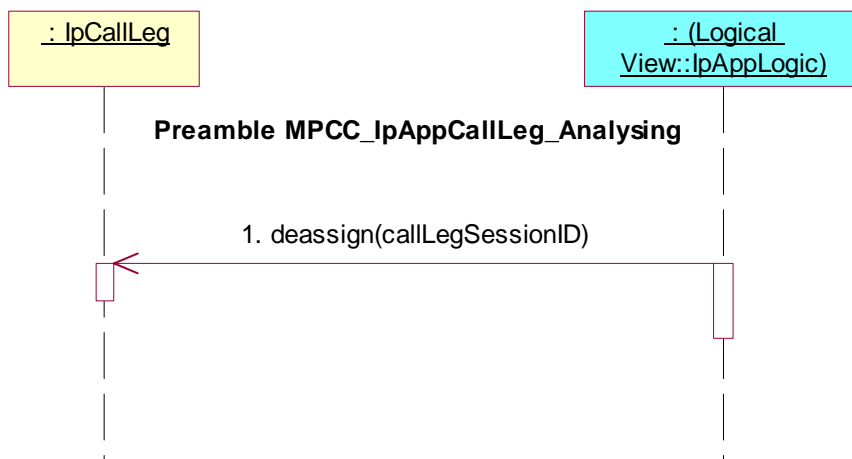 : IpCallLeg
: (Logical
View::IpAppLogic)
Preamble MPCC_IpAppCallLeg_Analysing
1. deassign(callLegSessionID)